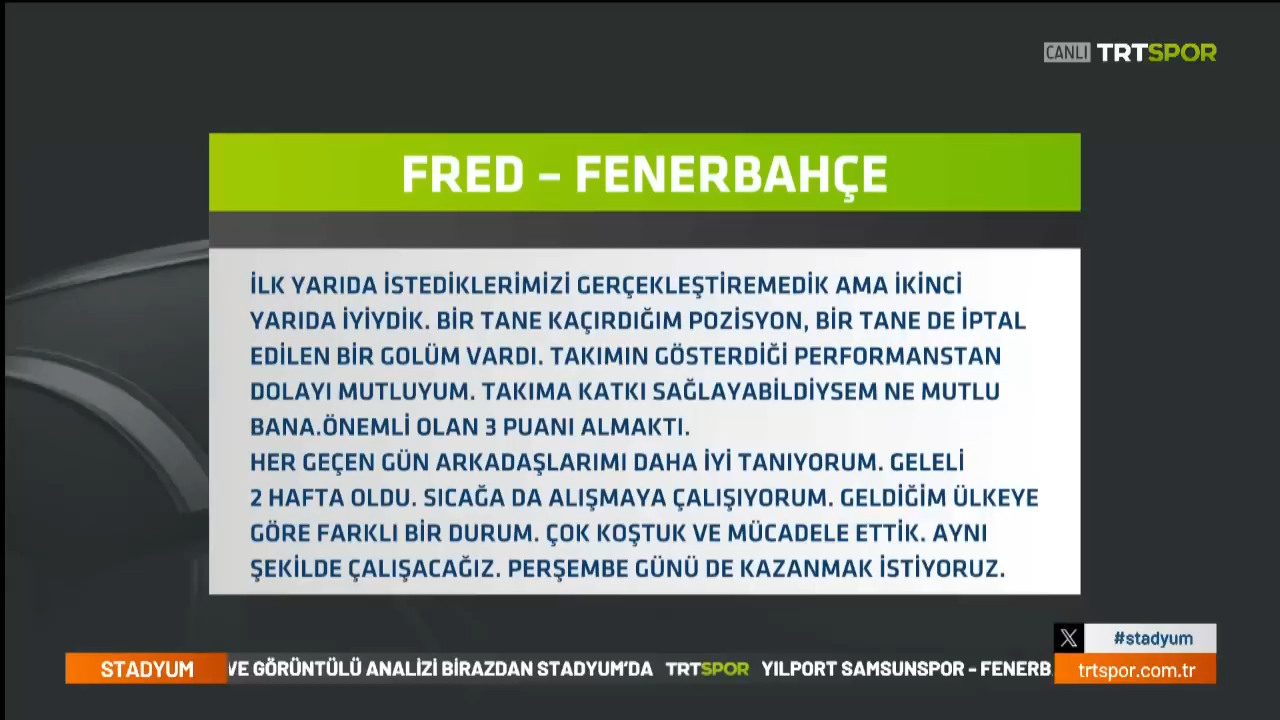 CANLI TRTSPOR
FRED – FENERBAHÇE
İLK YARIDA İSTEDİKLERİMİZİ GERÇEKLEŞTİREMEDİK AMA İKİNCİ
YARIDA İYİYDİK. BİR TANE KAÇIRDIĞIM POZİSYON, BİR TANE DE İPTAL
EDİLEN BİR GOLÜM VARDI. TAKIMIN GÖSTERDİĞİ PERFORMANSTAN
DOLAYI MUTLUYUM. TAKIMA KATKI SAĞLAYABİLDİYSEM NE MUTLU
BANA.ÖNEMLİ OLAN 3 PUANI ALMAKTI.
HER GEÇEN GÜN ARKADAŞLARIMI DAHA İYİ TANIYORUM. GELELİ
2 HAFTA OLDU. SICAĞA DA ALIŞMAYA ÇALIŞIYORUM. GELDİĞİM ÜLKEYE
GÖRE FARKLI BİR DURUM. ÇOK KOŞTUK VE MÜCADELE ETTİK. AYNI
ŞEKİLDE ÇALIŞACAĞIZ. PERŞEMBE GÜNÜ DE KAZANMAK İSTİYORUZ.
X #stadyum
STADYUM VE GÖRÜNTÜLÜ ANALİZİ BİRAZDAN STADYUM'DA TRTSPOR YILPORT SAMSUNSPOR - FENERB trtspor.com.tr